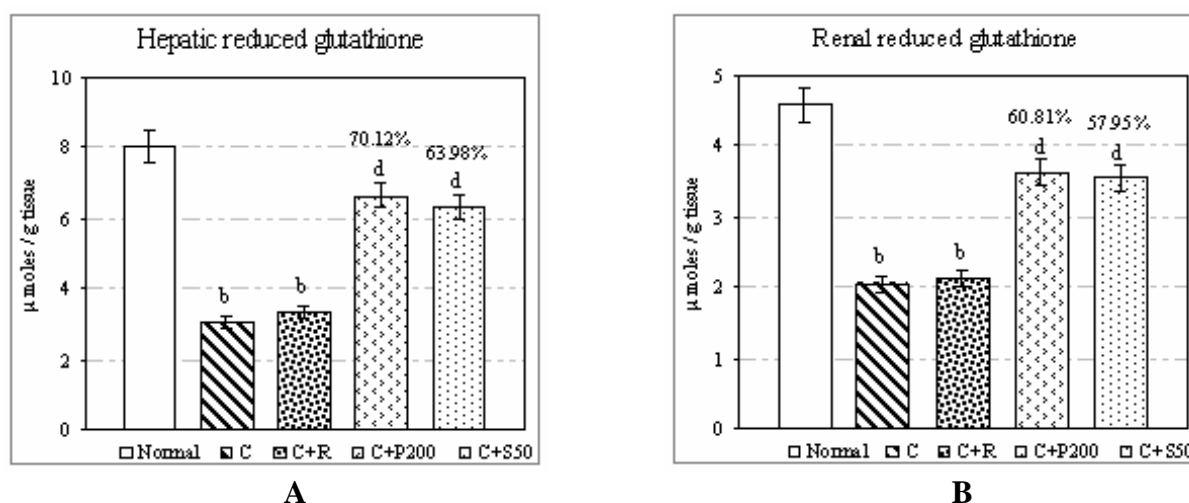 Hepatic reduced glutathione
10
8
6
4
2
0
µ moles / g tissue
b
b
70.12%
d
63.98%
d
Normal C C+R C+P200 C+S50
A
Renal reduced glutathione
5
4
3
2
1
0
µ moles / g tissue
b
b
60.81%
d
57.95%
d
Normal C C+R C+P200 C+S50
B